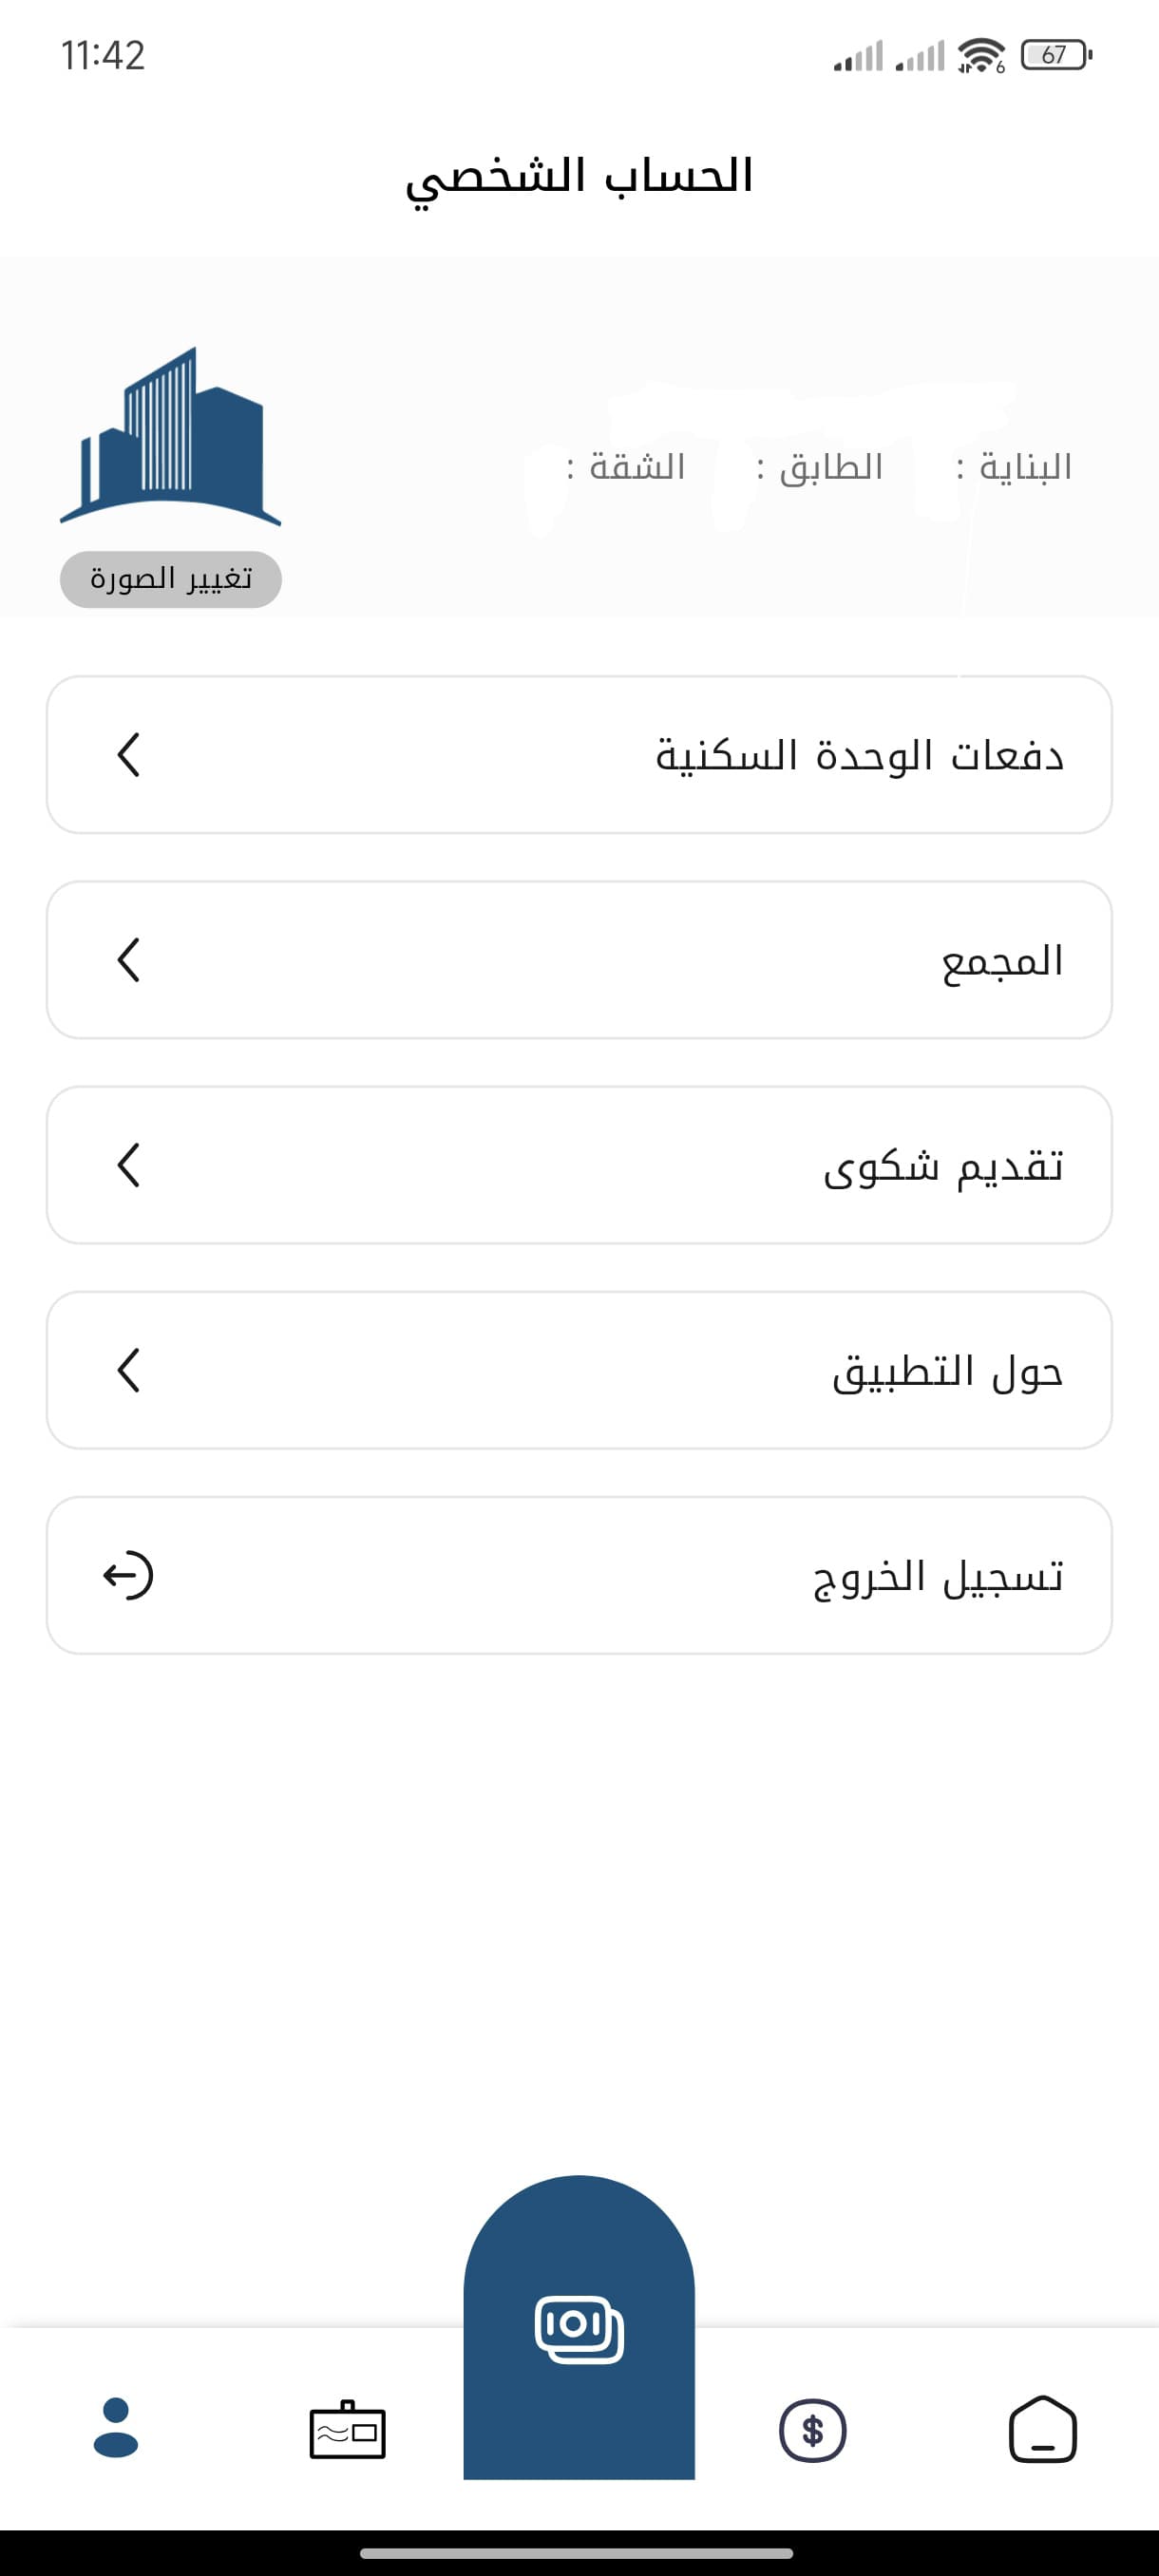 11:42
67
6
الحساب الشخصي
البناية : الطابق : الشقة :
تغيير الصورة
دفعات الوحدة السكنية
المجمع
تقديم شكوى
حول التطبيق
تسجيل الخروج
$